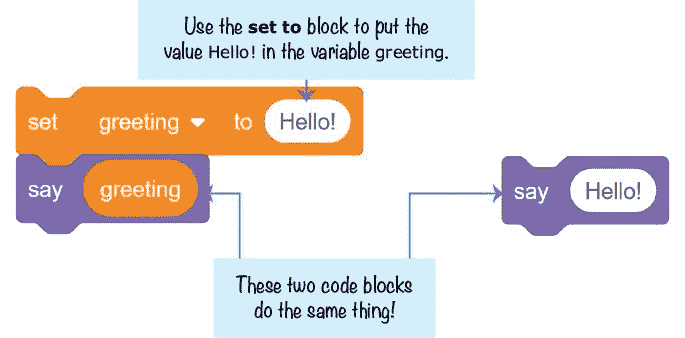 Use the set to block to put the
value Hello! in the variable greeting.
set greeting to Hello!
say greeting
say Hello!
These two code blocks
do the same thing!